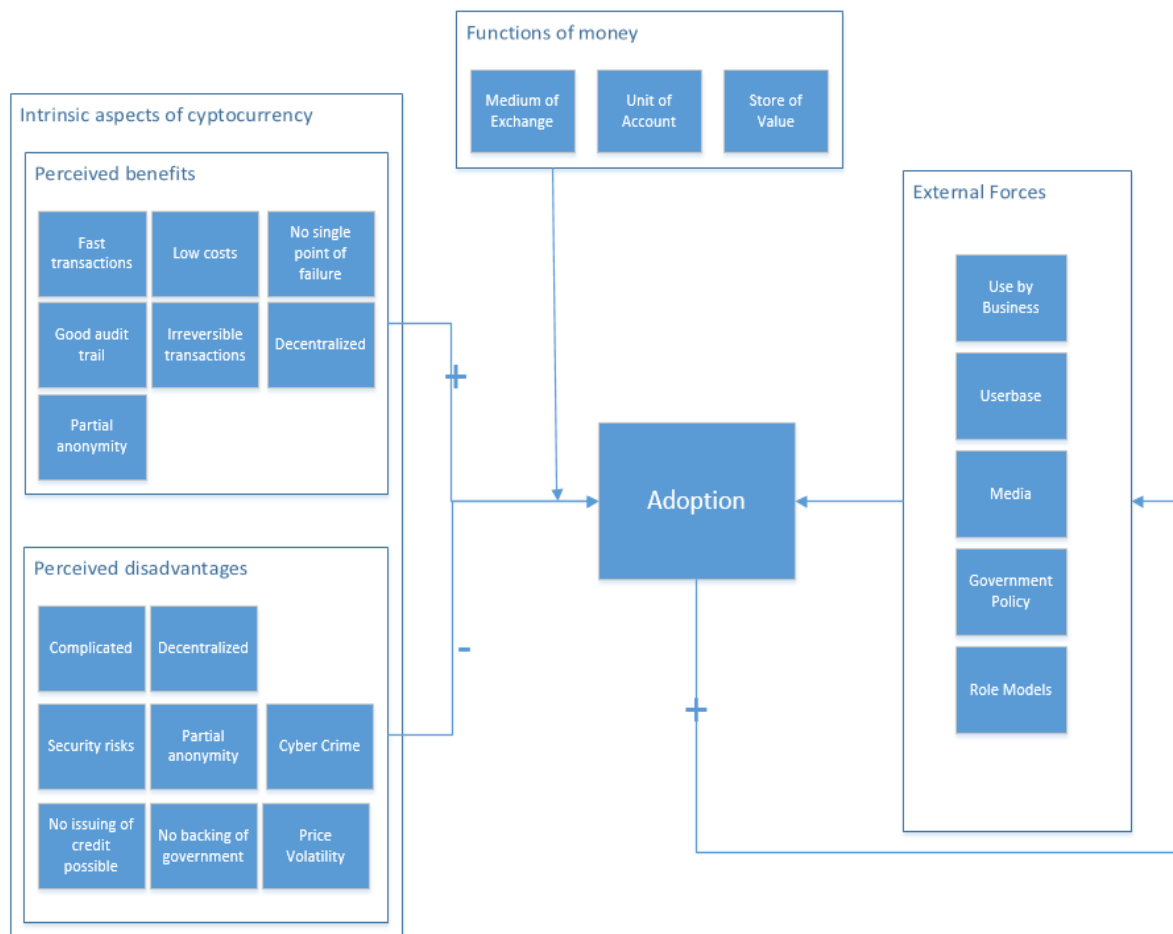 Functions of money
Medium of
Exchange
Unit of
Account
Store of
Value
Intrinsic aspects of cyptocurrency
Perceived benefits
Fast
transactions
Low costs
No single
point of
failure
Good audit
trail
Irreversible
transactions
Decentralized
Partial
anonymity
+
Perceived disadvantages
Complicated
Decentralized
Security risks
Partial
anonymity
Cyber Crime
No issuing of
credit
possible
No backing of
government
Price
Volatility
-
Adoption
+
External Forces
Use by
Business
Userbase
Media
Government
Policy
Role Models